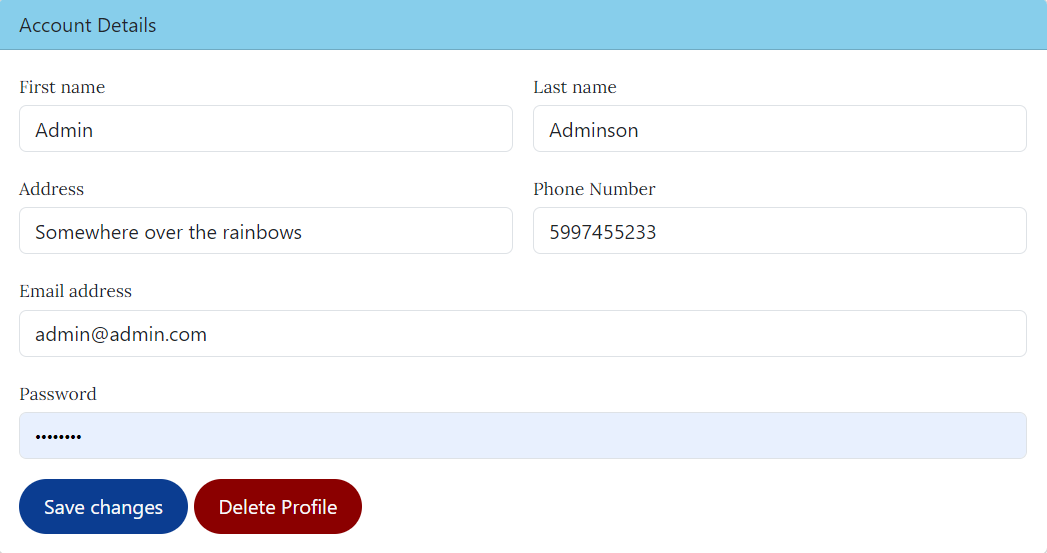 Account Details
First name
Last name
Admin
Adminson
Address
Phone Number
Somewhere over the rainbows
5997455233
Email address
admin@admin.com
Password
••••••••
Save changes
Delete Profile